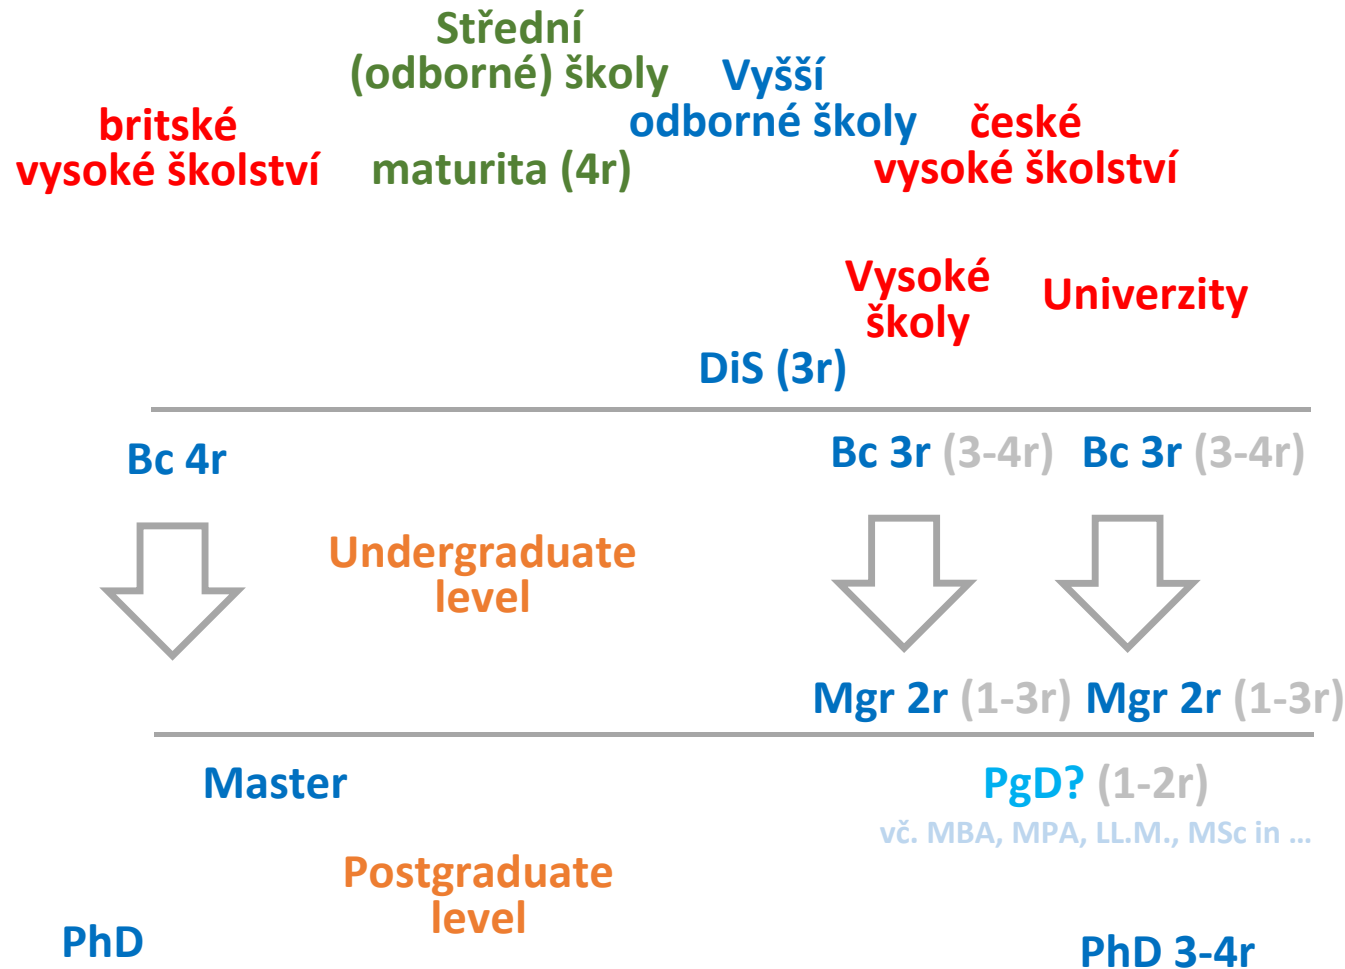 Střední
(odborné) školy
Vyšší
odborné školy
britské
vysoké školství
maturita (4r)
české
vysoké školství
Vysoké
školy
Univerzity
DiS (3r)
Bc 4r
Bc 3r (3-4r)
Bc 3r (3-4r)
Undergraduate
level
Mgr 2r (1-3r)
Mgr 2r (1-3r)
Master
PgD? (1-2r)
vč. MBA, MPA, LL.M., MSc in ...
Postgraduate
level
PhD
PhD 3-4r